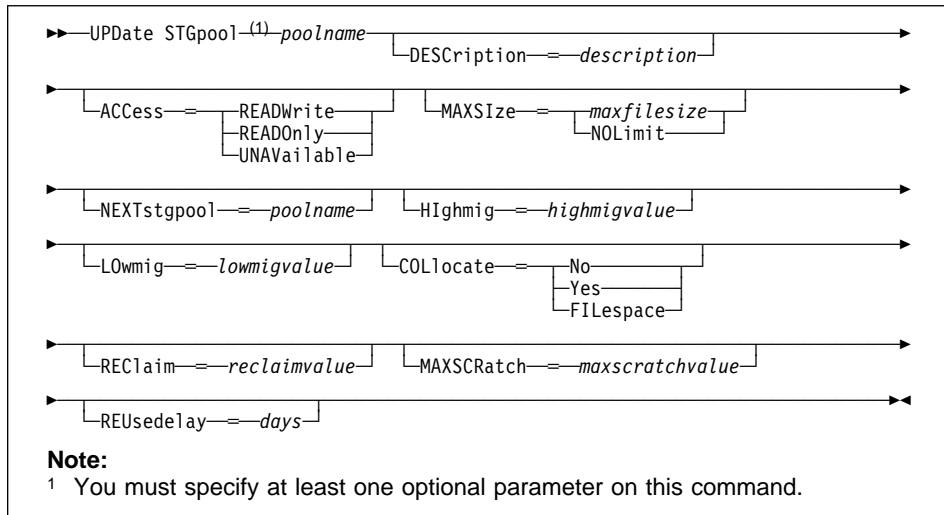 UPDate STGpool (1) poolname
DESCription = description
ACCess = READWrite
READOnly
UNAVailable
MAXSIze = maxfilesize
NOLimit
NEXTstgpool = poolname HIghmig = highmigvalue
LOwmig = lowmigvalue COLlocate = No
Yes
FILespace
REClaim = reclaimvalue MAXSCRatch = maxscratchvalue
REUsedelay = days
Note:
1 You must specify at least one optional parameter on this command.